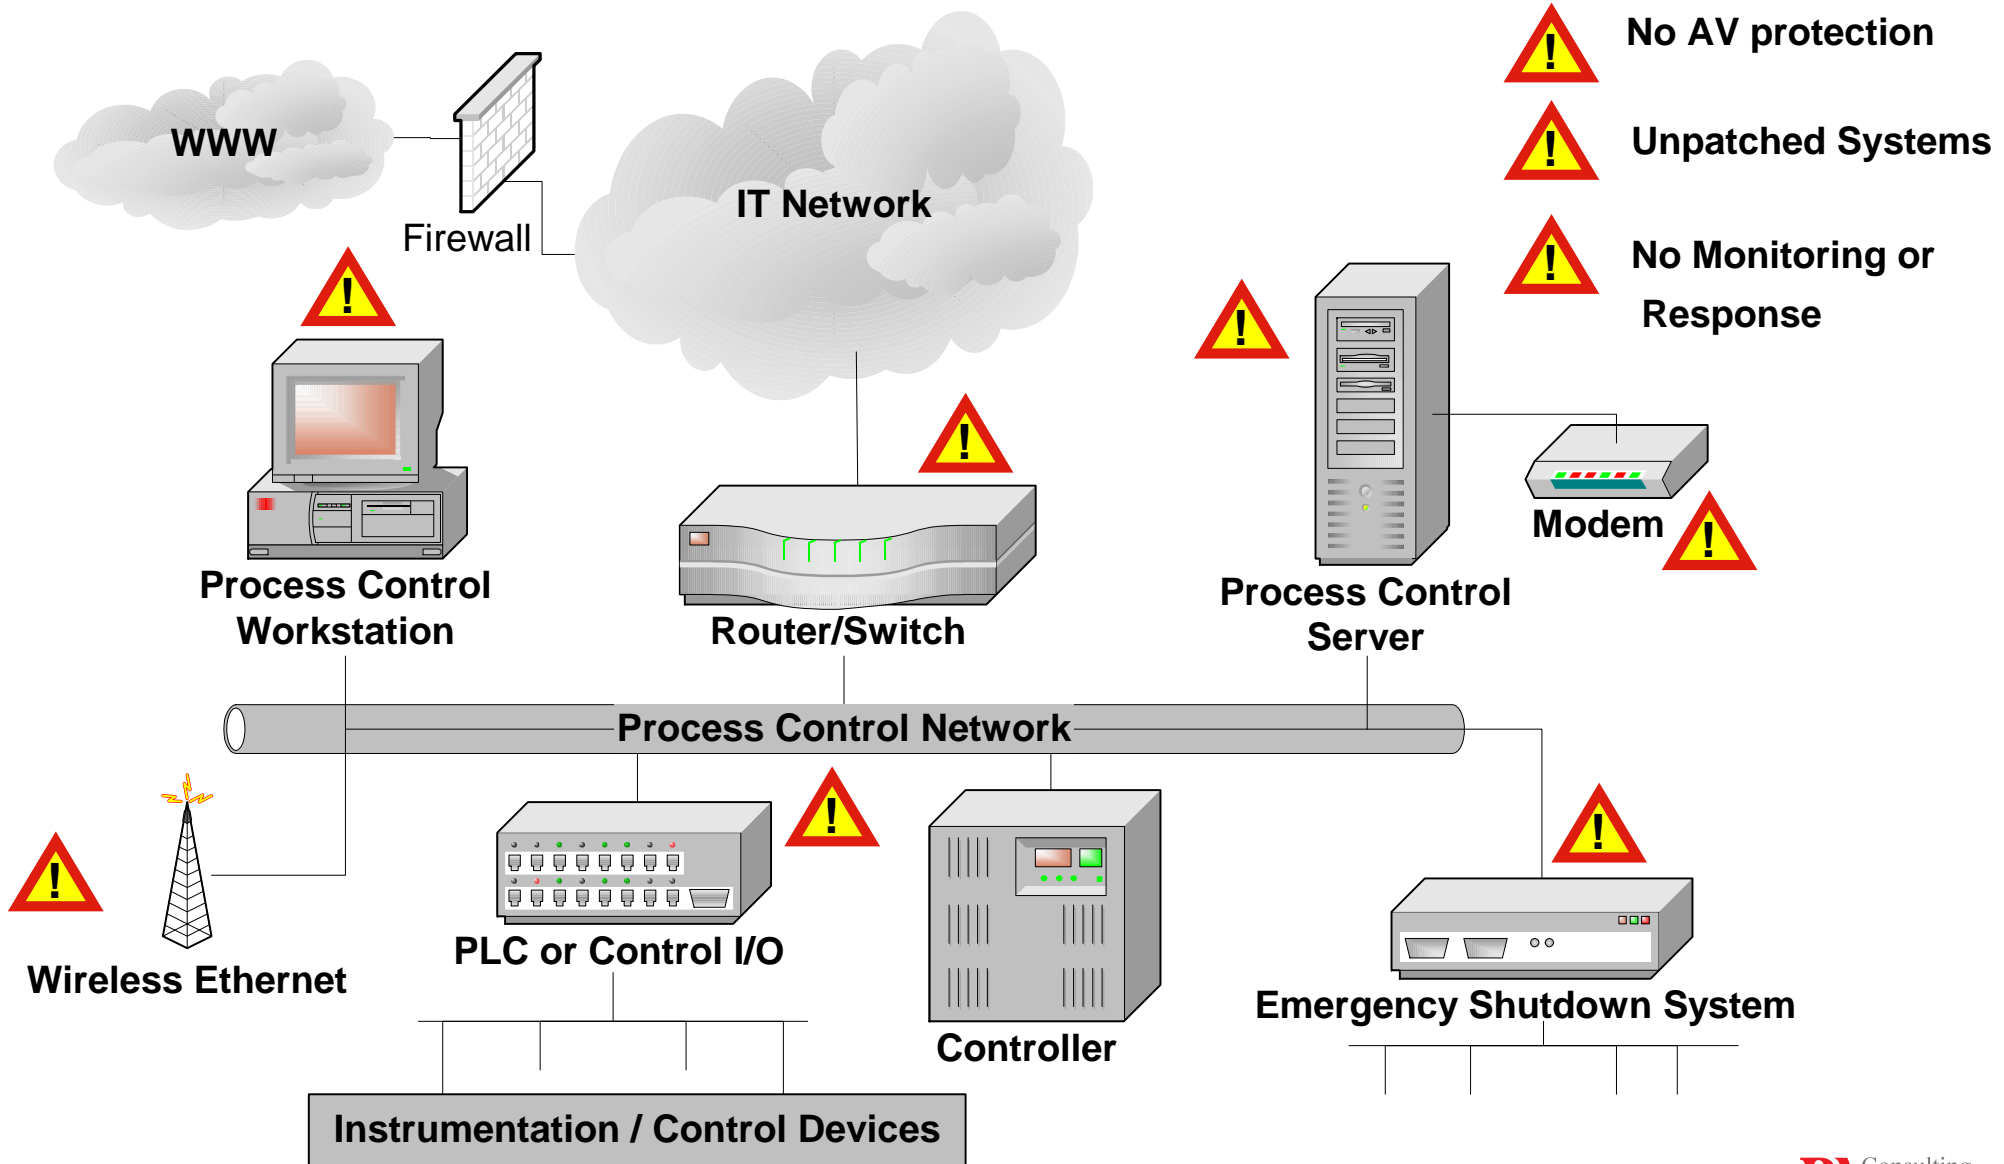 No AV protection
WWW
Unpatched Systems
IT Network
Firewall
No Monitoring or
Response
Modem
Process Control
Workstation
Router/Switch
Process Control
Server
Process Control Network
PLC or Control I/O
Wireless Ethernet
Emergency Shutdown System
Controller
Instrumentation / Control Devices
Consulting